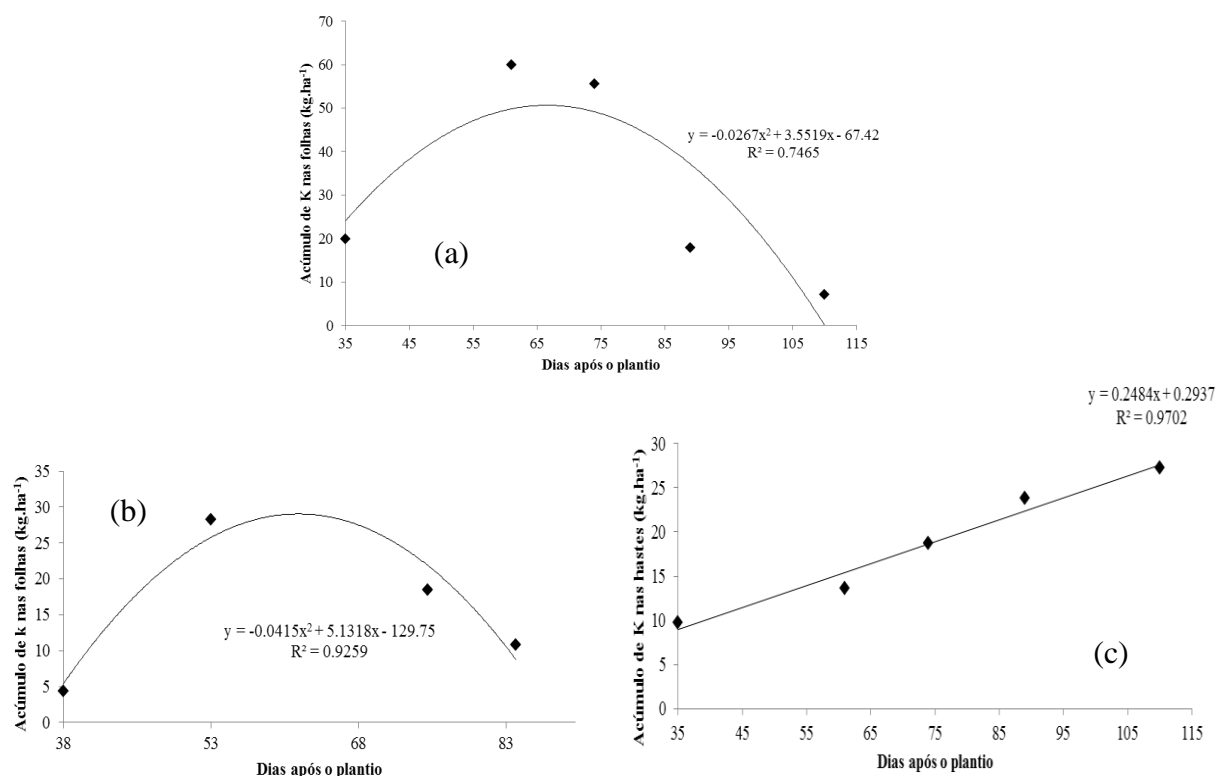 Acúmulo de K nas folhas (kg.ha⁻¹)
70
60
50
40
30
20
10
0
y = -0.0267x² + 3.5519x - 67.42
R² = 0.7465
(a)
35 45 55 65 75 85 95 105 115
Dias após o plantio
Acúmulo de k nas folhas (kg.ha⁻¹)
35
30
25
20
15
10
5
0
(b)
y = -0.0415x² + 5.1318x - 129.75
R² = 0.9259
38 53 68 83
Dias após o plantio
y = 0.2484x + 0.2937
R² = 0.9702
Acúmulo de K nas hastes (kg.ha⁻¹)
30
25
20
15
10
5
0
(c)
35 45 55 65 75 85 95 105 115
Dias após o plantio